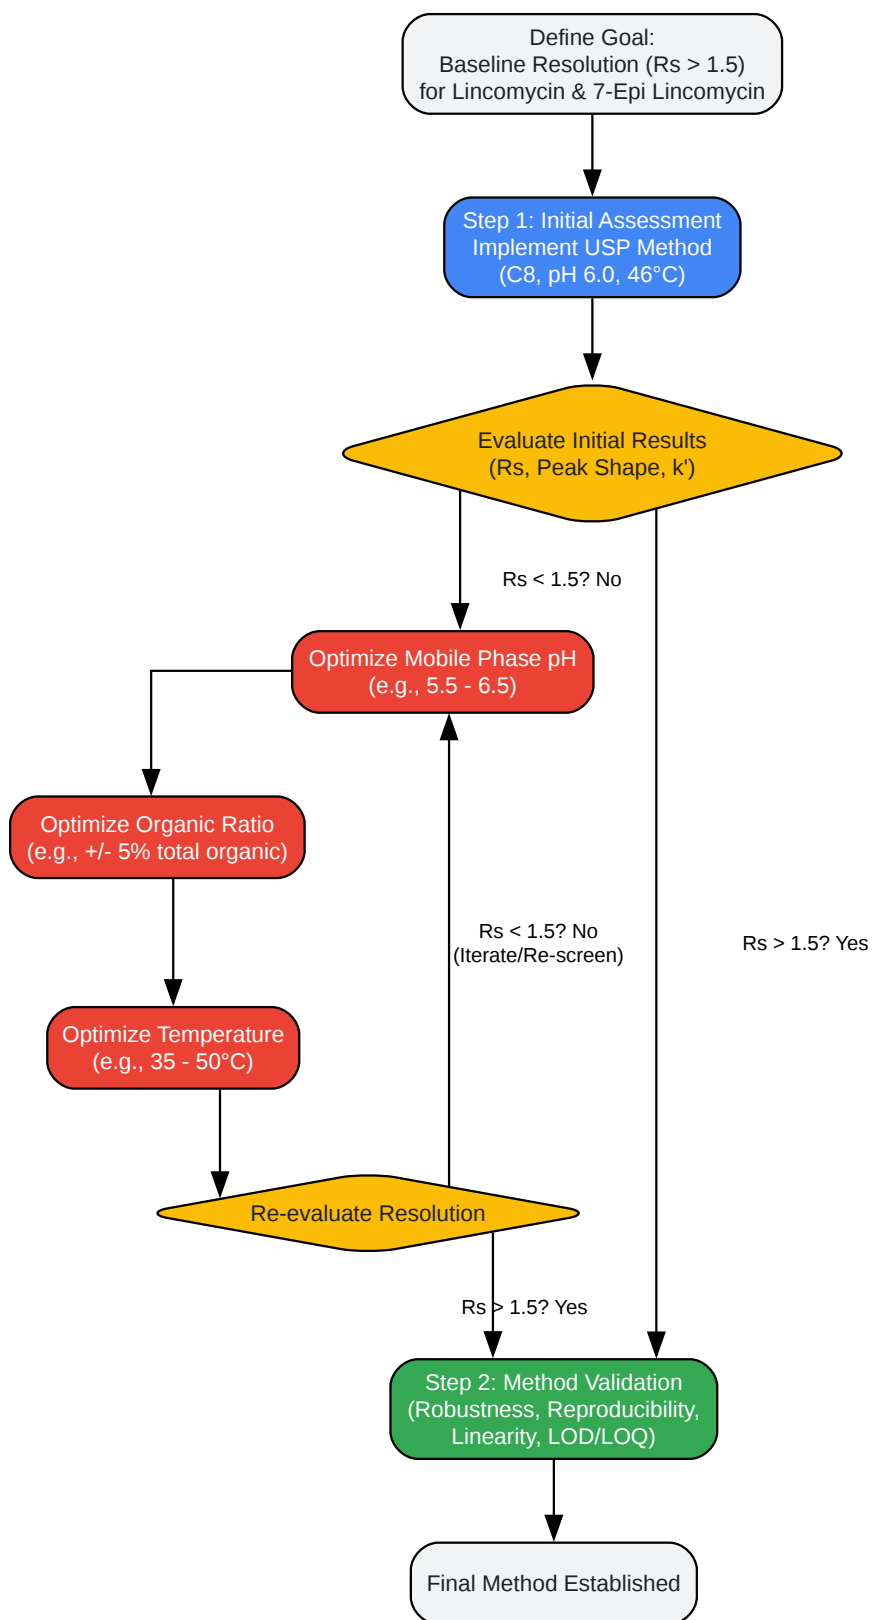 Define Goal:
Baseline Resolution (Rs > 1.5)
for Lincomycin & 7-Epi Lincomycin
Step 1: Initial Assessment
Implement USP Method
(C8, pH 6.0, 46°C)
Evaluate Initial Results
(Rs, Peak Shape, k')
Rs < 1.5? No
Optimize Mobile Phase pH
(e.g., 5.5 - 6.5)
Optimize Organic Ratio
(e.g., +/- 5% total organic)
Rs < 1.5? No
(Iterate/Re-screen)
Rs > 1.5? Yes
Optimize Temperature
(e.g., 35 - 50°C)
Re-evaluate Resolution
Rs > 1.5? Yes
Step 2: Method Validation
(Robustness, Reproducibility,
Linearity, LOD/LOQ)
Final Method Established